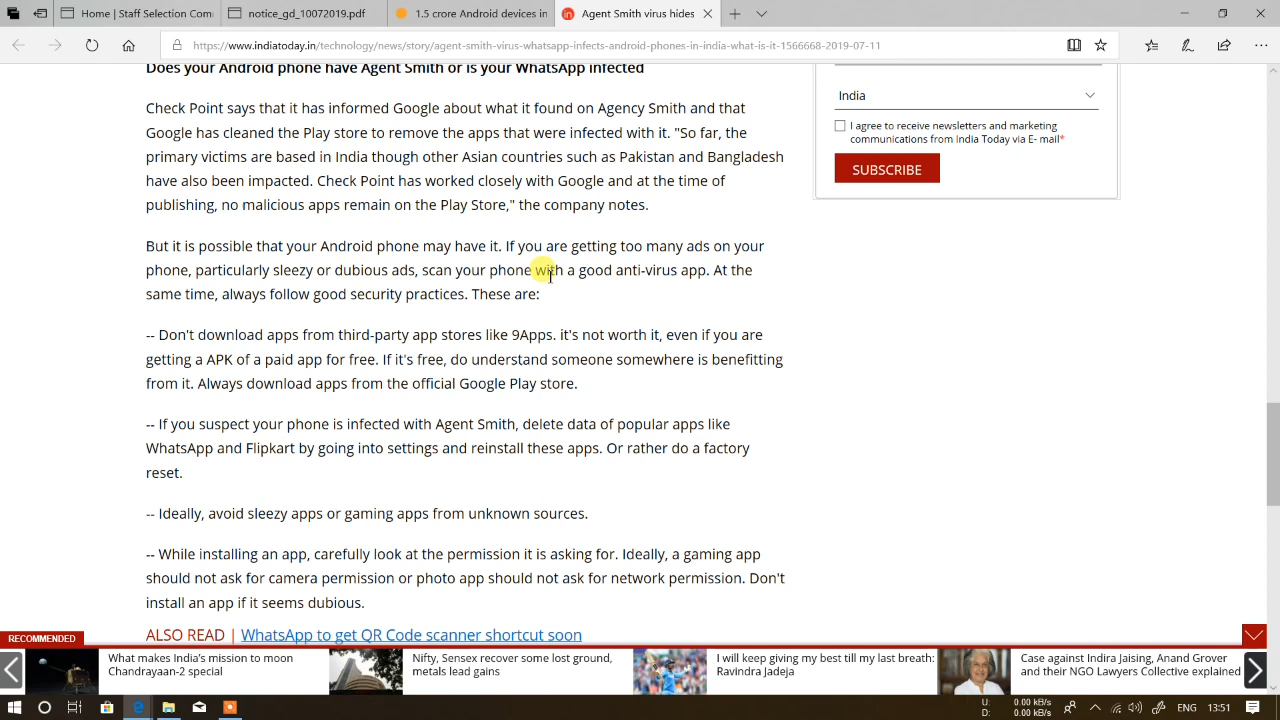 Home | Staff Selection Com
notice_gd_10072019.pdf
1.5 crore Android devices in
Agent Smith virus hides
https://www.indiatoday.in/technology/news/story/agent-smith-virus-whatsapp-infects-android-phones-in-india-what-is-it-1566668-2019-07-11
Does your Android phone have Agent Smith or is your WhatsApp infected
Check Point says that it has informed Google about what it found on Agency Smith and that
Google has cleaned the Play store to remove the apps that were infected with it. "So far, the
primary victims are based in India though other Asian countries such as Pakistan and Bangladesh
have also been impacted. Check Point has worked closely with Google and at the time of
publishing, no malicious apps remain on the Play Store," the company notes.
But it is possible that your Android phone may have it. If you are getting too many ads on your
phone, particularly sleezy or dubious ads, scan your phone with a good anti-virus app. At the
same time, always follow good security practices. These are:
-- Don't download apps from third-party app stores like 9Apps. it's not worth it, even if you are
getting a APK of a paid app for free. If it's free, do understand someone somewhere is benefitting
from it. Always download apps from the official Google Play store.
-- If you suspect your phone is infected with Agent Smith, delete data of popular apps like
WhatsApp and Flipkart by going into settings and reinstall these apps. Or rather do a factory
reset.
-- Ideally, avoid sleezy apps or gaming apps from unknown sources.
-- While installing an app, carefully look at the permission it is asking for. Ideally, a gaming app
should not ask for camera permission or photo app should not ask for network permission. Don't
install an app if it seems dubious.
ALSO READ | WhatsApp to get QR Code scanner shortcut soon
India
I agree to receive newsletters and marketing
communications from India Today via E- mail*
SUBSCRIBE
RECOMMENDED
What makes India's mission to moon
Chandrayaan-2 special
Nifty, Sensex recover some lost ground,
metals lead gains
I will keep giving my best till my last breath:
Ravindra Jadeja
Case against Indira Jaising, Anand Grover
and their NGO Lawyers Collective explained
U: 0.00 kB/s
D: 0.00 kB/s
ENG
13:51